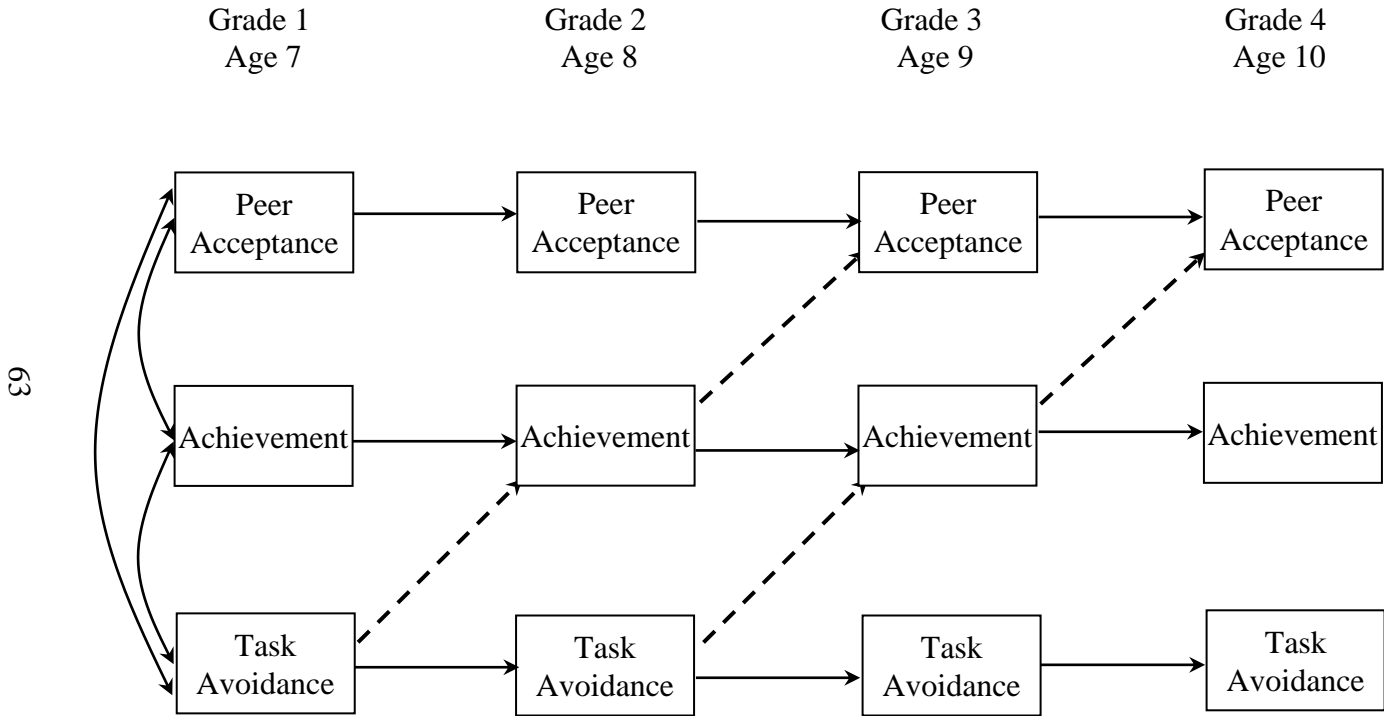 Grade 1
Age 7
Grade 2
Age 8
Grade 3
Age 9
Grade 4
Age 10
Peer
Acceptance
Peer
Acceptance
Peer
Acceptance
Peer
Acceptance
63
Achievement
Achievement
Achievement
Achievement
Task
Avoidance
Task
Avoidance
Task
Avoidance
Task
Avoidance